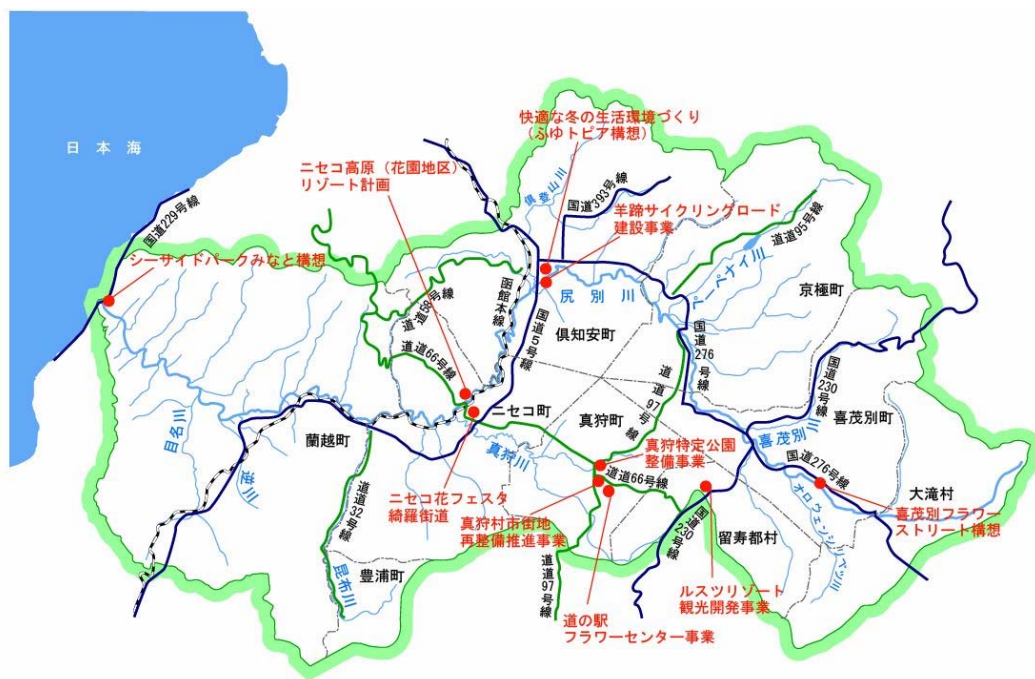 日本海
快適な冬の生活環境づくり
（ふゆトピア構想）
ニセコ高原（花園地区）
リゾート計画
倶登山川
国道393号線
羊蹄サイクリングロード
建設事業
道道95号線
国道229号線
シーサイドパークみなと構想
ペーペナイ川
京極町
道道58号線
函館本線
尻別川
国道5号線
倶知安町
国道276号線
道道66号線
道道97号線
国道230号線
ニセコ町
真狩町
喜茂別町
目名川
蘭越町
真狩川
喜茂別川
真狩特定公園
整備事業
国道276号線
逆川
道道66号線
大滝村
道道32号線
ニセコ花フェスタ
綺羅街道
真狩村市街地
再整備推進事業
国道230号線
オロウェンシリベツ川
喜茂別フラワー
ストリート構想
留寿都村
豊浦町
昆布川
道道97号線
ルスツリゾート
観光開発事業
道の駅
フラワーセンター事業